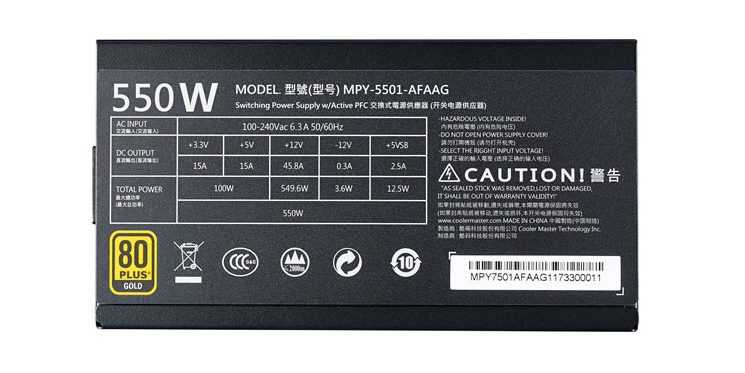 550W
MODEL. 型號(型号) MPY-5501-AFAAG
Switching Power Supply w/Active PFC 交換式電源供應器 (开关电源供应器)
AC INPUT
交流輸入(交流输入)
100-240Vac 6.3A 50/60Hz
DC OUTPUT
直流輸出(直流输出)
+3.3V +5V +12V -12V +5VSB
15A 15A 45.8A 0.3A 2.5A
TOTAL POWER
最大總功率
(最大总功率)
100W 549.6W 3.6W 12.5W
550W
-HAZARDOUS VOLTAGE INSIDE!
內有危險電壓 (内有危险电压)
-DO NOT OPEN POWER SUPPLY COVER!
請勿打開機殼 (请勿打开机壳)
-SELECT THE RIGGHT INPUT VOLTAGE!
選擇正確的輸入電壓 (选择正确的输入电压)
CAUTION! 警告
"AS SEALED STICK WAS REMOVED,LOST OR DAMAGED,
IT SHALL BE OUT OF WARRANTY VALIDITY!"
如果封條貼紙被移動,遺失或損壞,本開關電源保固將失效
(如果封条贴纸被移动,遗失或损坏,本开关电源保固失效)
www.coolermaster.com MADE IN CHINA 中國製造(中国制造)
製造商:酷碼科技股份有限公司 Cooler Master Technology Inc.
制造商:酷码科技股份有限公司
80
PLUS
GOLD
CCC S&E
2000m
10
MPY7501AFAAG1173300011